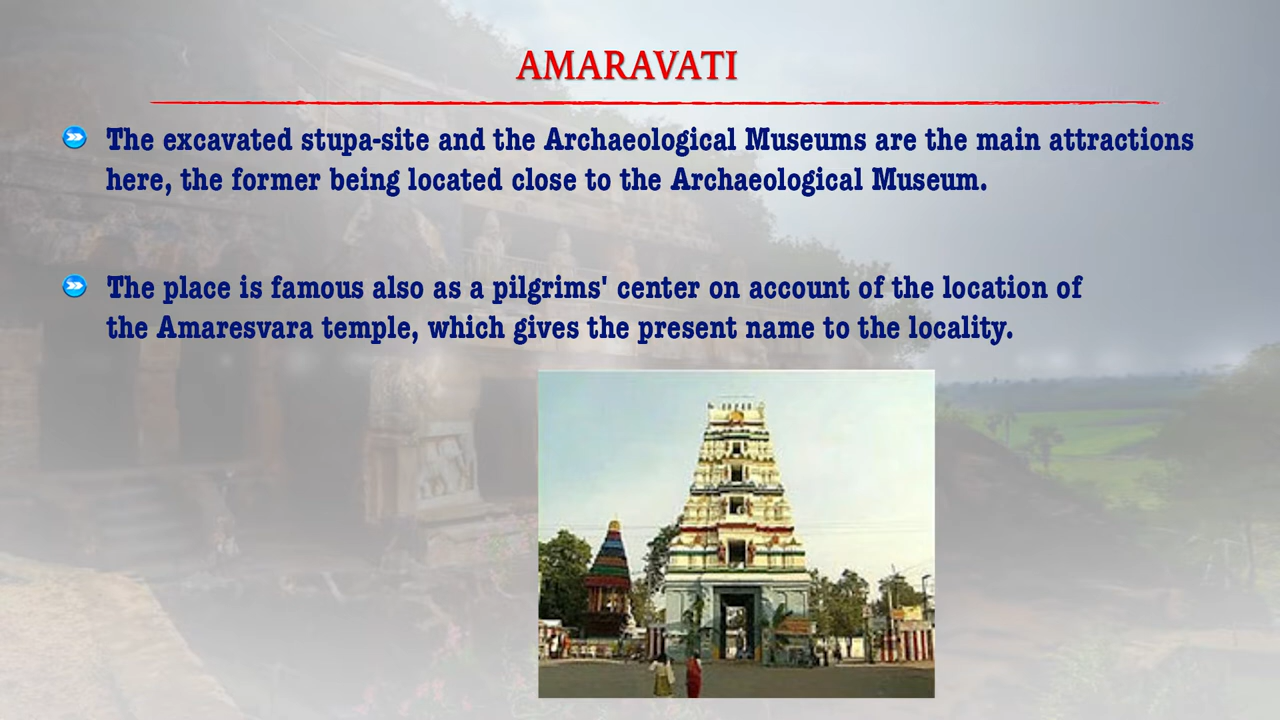 AMARAVATI
The excavated stupa-site and the Archaeological Museums are the main attractions
here, the former being located close to the Archaeological Museum.
The place is famous also as a pilgrims' center on account of the location of
the Amaresvara temple, which gives the present name to the locality.